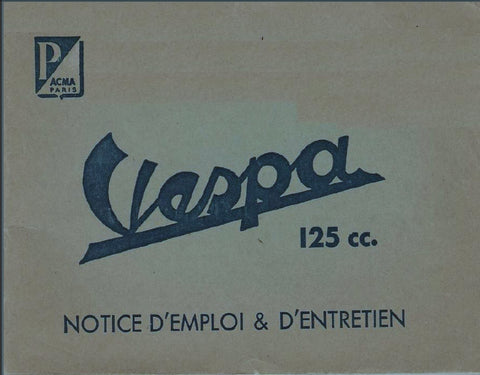 P
ACMA
PARIS
Vespa
125 cc.
NOTICE D'EMPLOI & D'ENTRETIEN